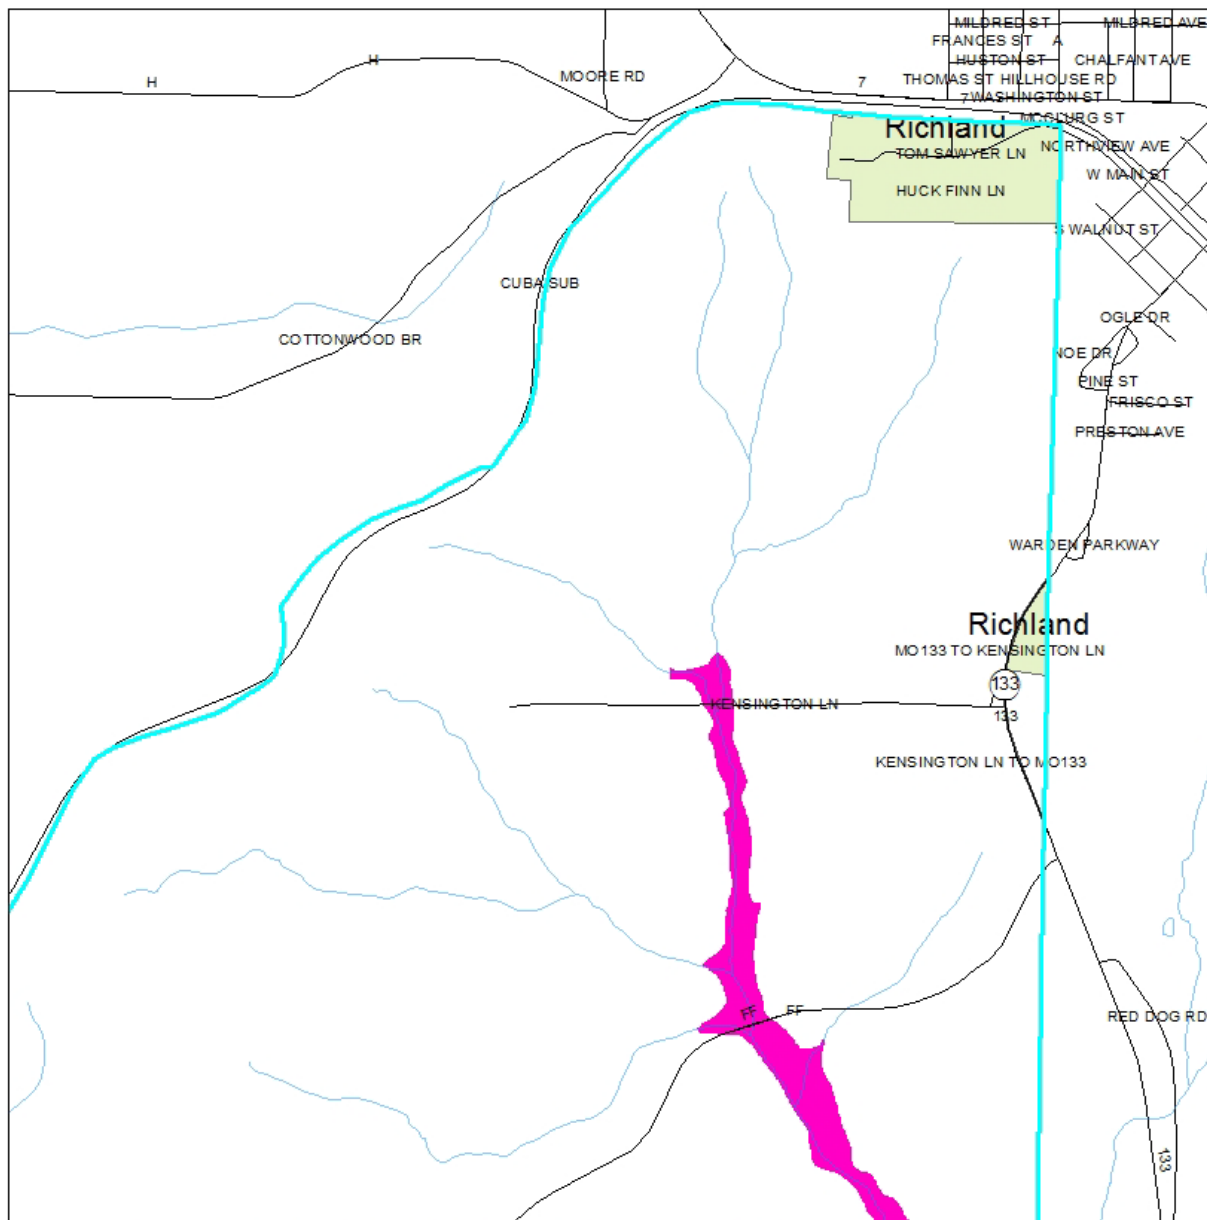 MILDRED ST
MILDRED AVE
FRANCES ST
A
HUSTON ST
CHALFANT AVE
H
H
MOORE RD
7
THOMAS ST
HILLHOUSE RD
7
WASHINGTON ST
MCCLURG ST
Richland
TOM SAWYER LN
NORTHVIEW AVE
W MAIN ST
HUCK FINN LN
S WALNUT ST
CUBA SUB
OGLE DR
COTTONWOOD BR
NOE DR
PINE ST
FRISCO ST
PRESTON AVE
WARDEN PARKWAY
Richland
MO133 TO KENSINGTON LN
133
KENSINGTON LN
133
KENSINGTON LN TO MO133
FF
FF
RED DOG RD
133